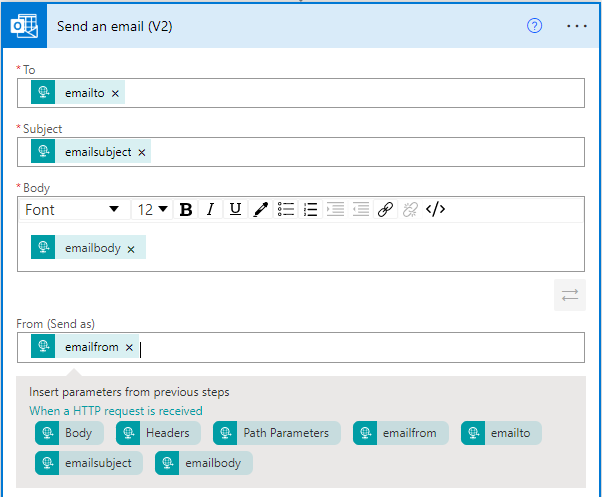 Send an email (V2)
* To
emailto ×
* Subject
emailsubject ×
* Body
Font 12 B I U </>
emailbody ×
From (Send as)
emailfrom ×
Insert parameters from previous steps
When a HTTP request is received
Body Headers Path Parameters emailfrom emailto
emailsubject emailbody